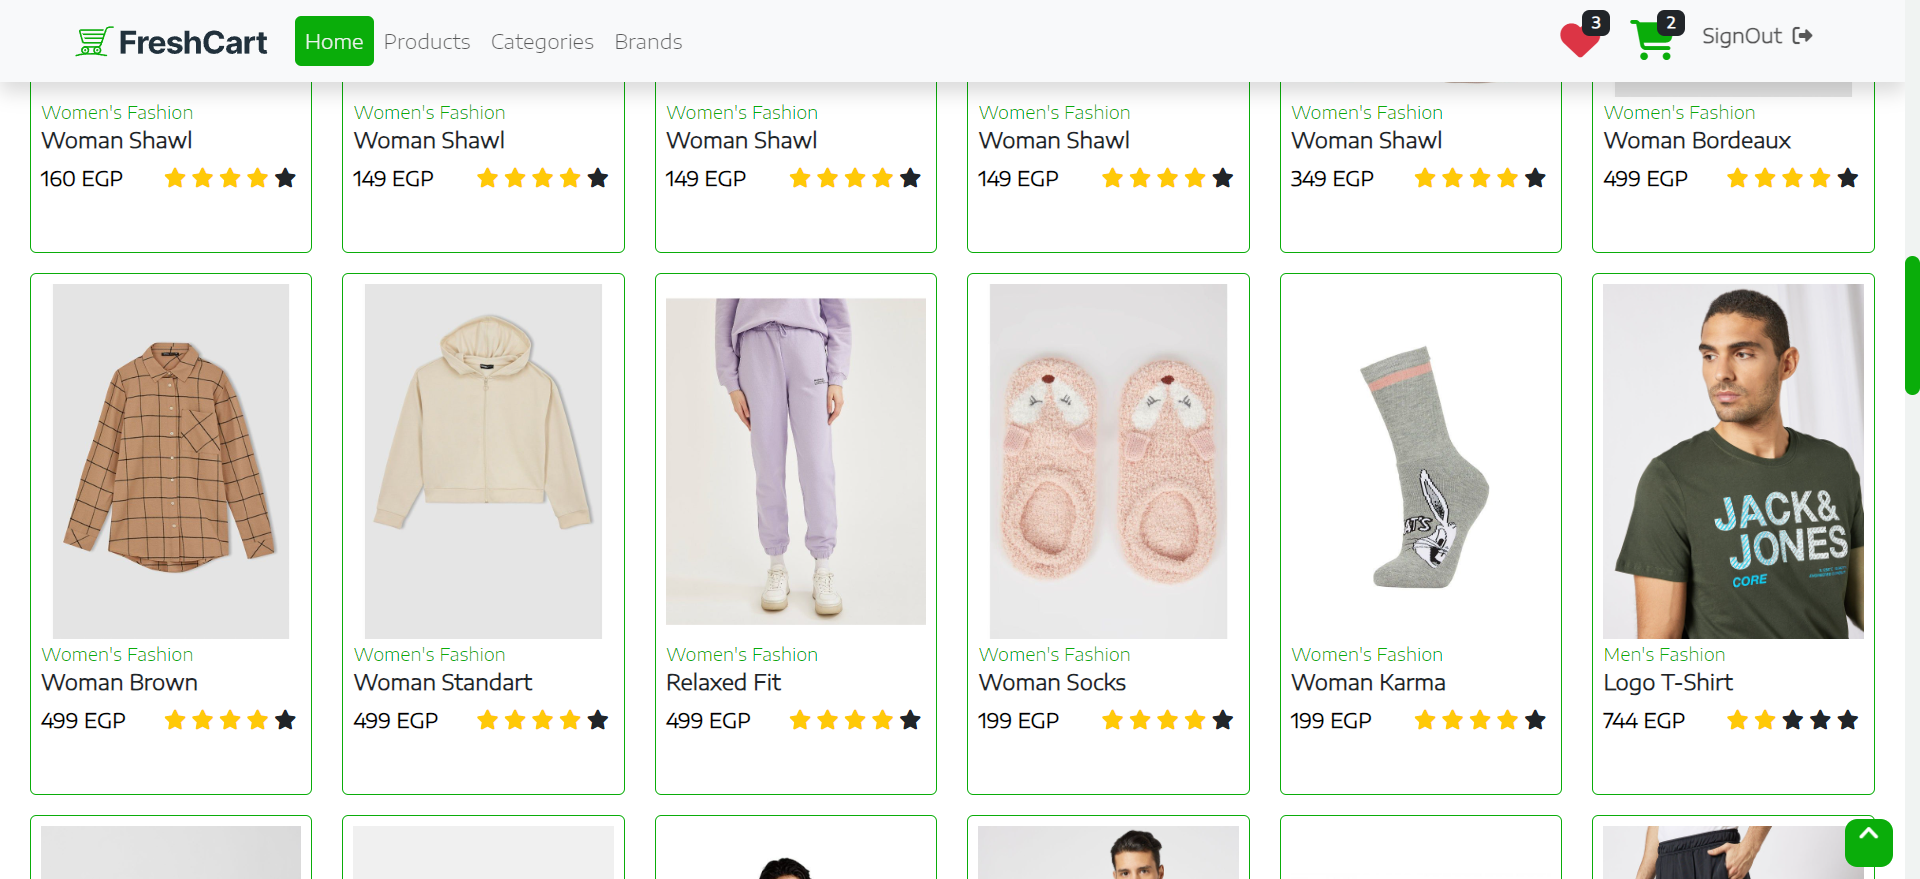 FreshCart
Home
Products
Categories
Brands
3
2
SignOut
Women's Fashion
Woman Shawl
160 EGP
Women's Fashion
Woman Shawl
149 EGP
Women's Fashion
Woman Shawl
149 EGP
Women's Fashion
Woman Shawl
149 EGP
Women's Fashion
Woman Shawl
349 EGP
Women's Fashion
Woman Bordeaux
499 EGP
Women's Fashion
Woman Brown
499 EGP
Women's Fashion
Woman Standart
499 EGP
Women's Fashion
Relaxed Fit
499 EGP
Women's Fashion
Woman Socks
199 EGP
Women's Fashion
Woman Karma
199 EGP
JACK&
JONES
CORE
Men's Fashion
Logo T-Shirt
744 EGP